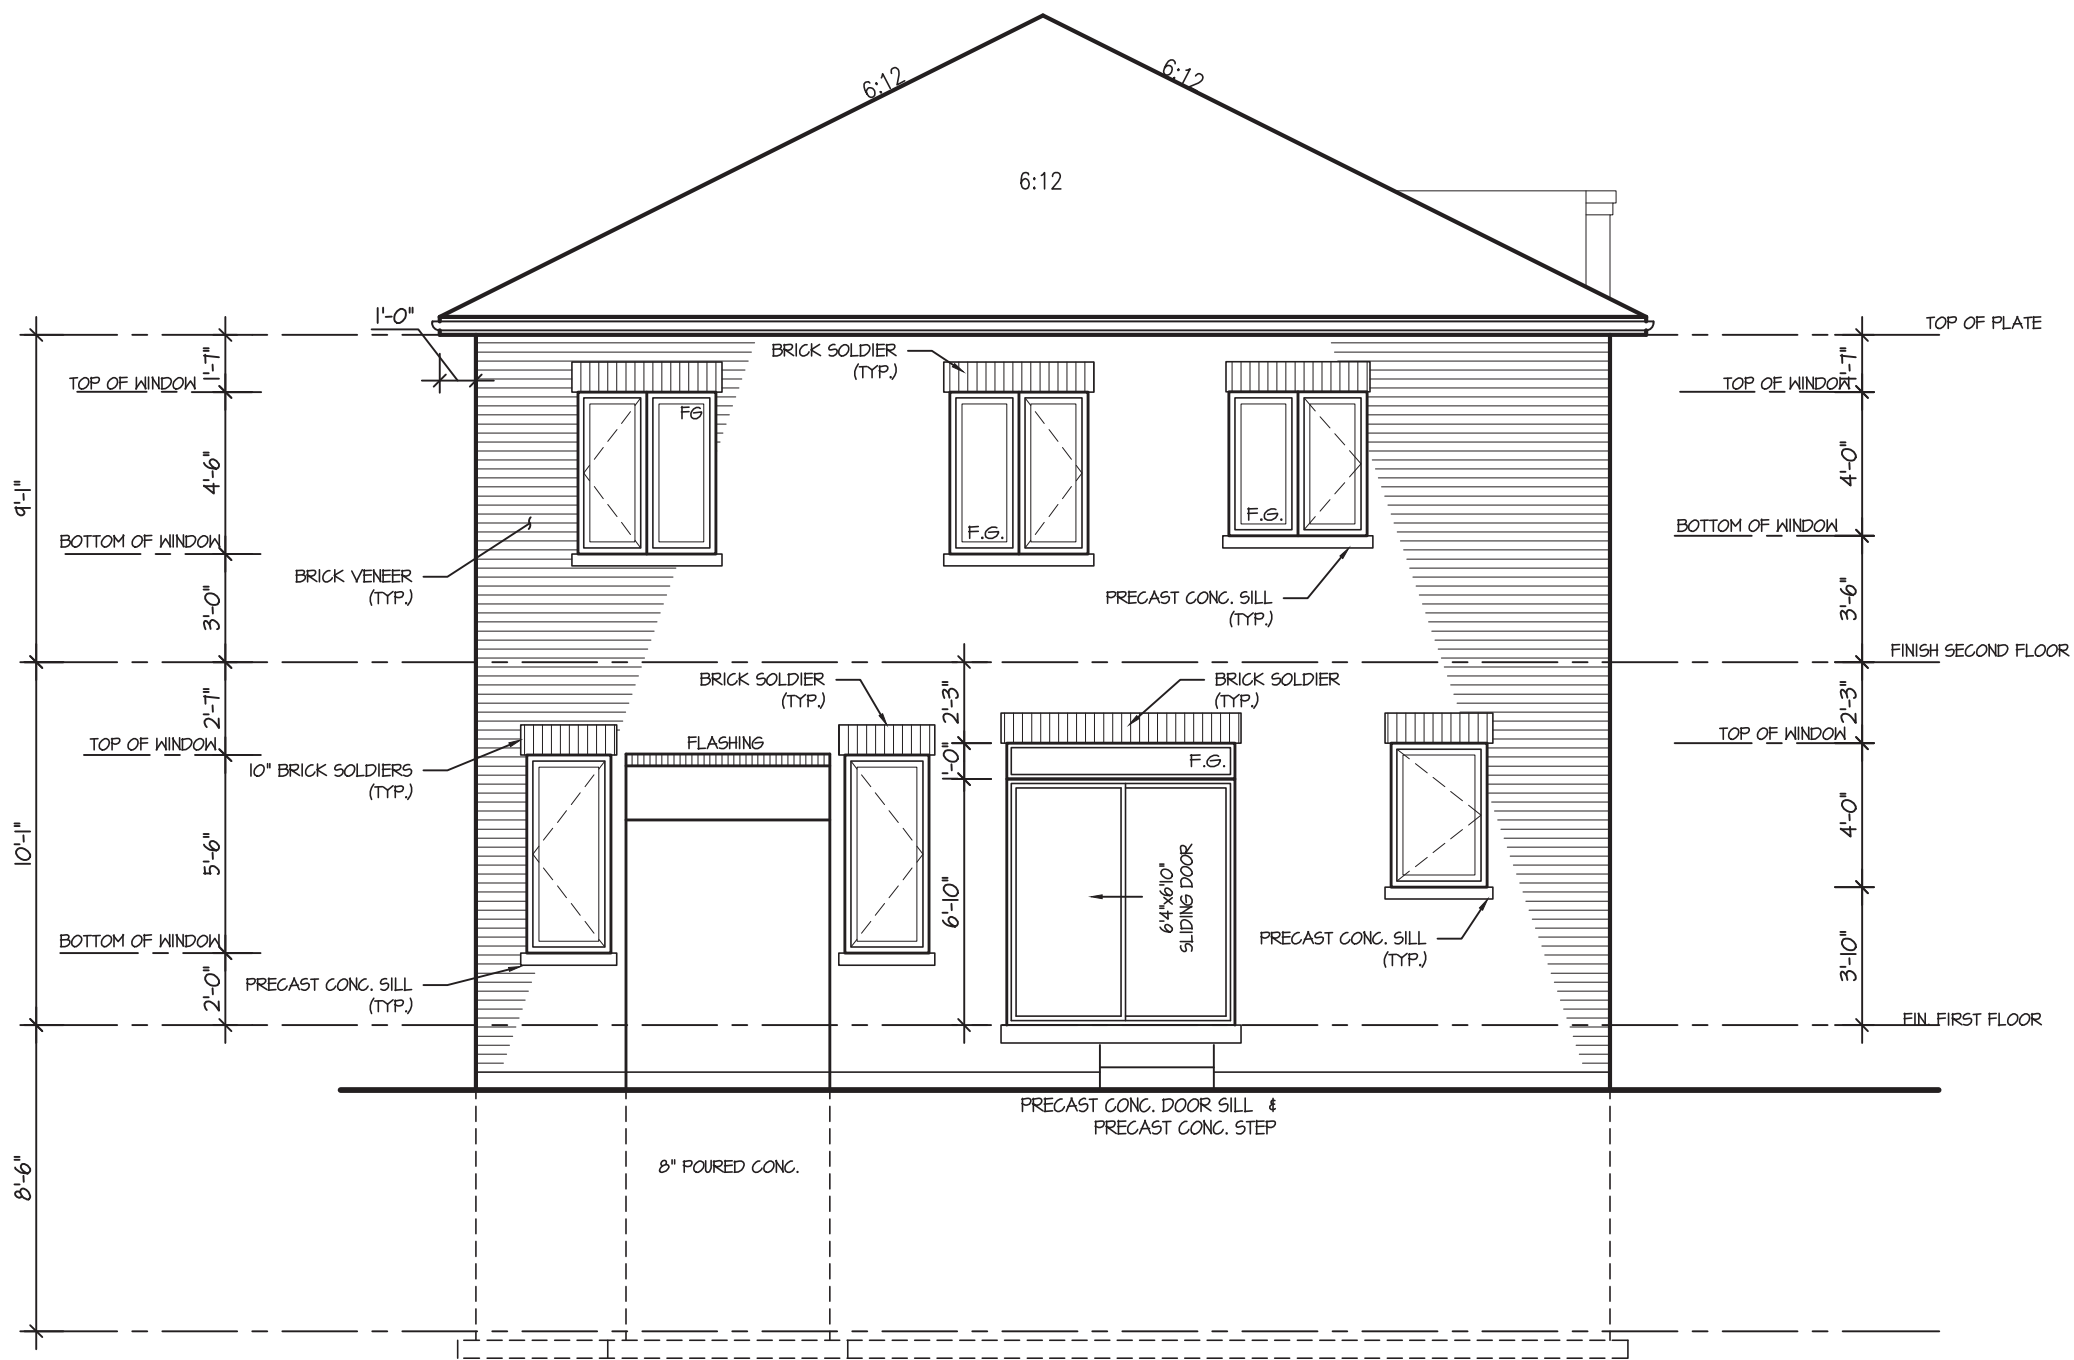 6:12
6:12
6:12
1'-0"
TOP OF PLATE
BRICK SOLDIER
(TYP.)
1'-7"
1'-7"
TOP OF WINDOW
TOP OF WINDOW
FG
F.G.
F.G.
9'-1"
4'-6"
4'-0"
BOTTOM OF WINDOW
BOTTOM OF WINDOW
BRICK VENEER
(TYP.)
PRECAST CONC. SILL
(TYP.)
3'-0"
3'-6"
FINISH SECOND FLOOR
BRICK SOLDIER
(TYP.)
BRICK SOLDIER
(TYP.)
2'-7"
2'-3"
2'-3"
TOP OF WINDOW
TOP OF WINDOW
FLASHING
10" BRICK SOLDIERS
(TYP.)
1'-0"
F.G.
10'-1"
5'-6"
6'-10"
6'4"x6'10"
SLIDING DOOR
4'-0"
BOTTOM OF WINDOW
PRECAST CONC. SILL
(TYP.)
PRECAST CONC. SILL
(TYP.)
2'-0"
3'-10"
FIN. FIRST FLOOR
PRECAST CONC. DOOR SILL &
PRECAST CONC. STEP
8" POURED CONC.
8'-6"